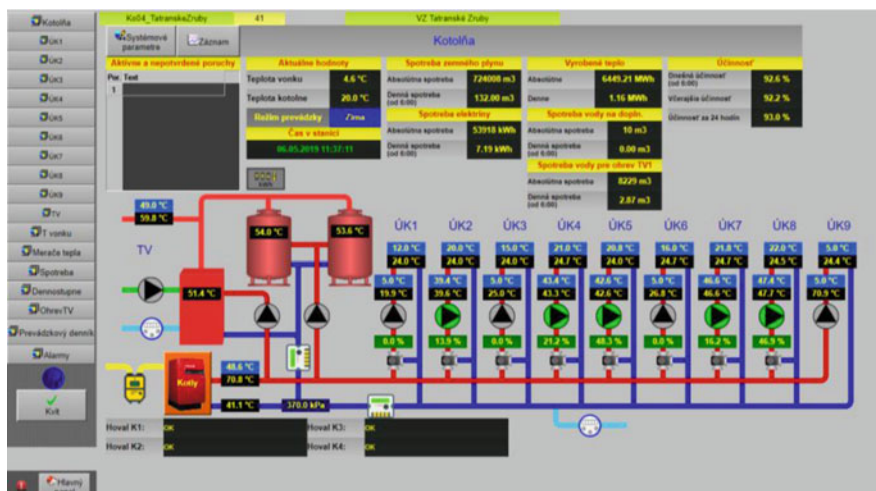 Ko04_TatranskeZruby
41
VZ Tatranské Zruby
Kotolňa
ÚK1
ÚK2
ÚK3
ÚK4
ÚK5
ÚK6
ÚK7
ÚK8
ÚK9
TV
T vonku
Merače tepla
Spotreba
Dennostupne
OhrevTV
Prevádzkový denník
Alarmy
Kvit
Hlavný
Systémové
parametre
Záznam
Kotolňa
Aktívne a nepotvrdené poruchy
Por. Text
1
Aktuálne hodnoty
Teplota vonku 4.6 °C
Teplota kotolne 20.0 °C
Režim prevádzky Zima
Čas v stanici
06.05.2019 11:37:11
Spotreba zemného plynu
Absolútna spotreba 724008 m3
Denná spotreba
(od 6:00) 132.00 m3
Spotreba elektriny
Absolútna spotreba 53918 kWh
Denná spotreba
(od 6:00) 7.19 kWh
Vyrobené teplo
Absolútne 6449.21 MWh
Denne 1.16 MWh
Spotreba vody na dopln.
Absolútna spotreba 10 m3
Denná spotreba
(od 6:00) 0.00 m3
Spotreba vody pre ohrev TV1
Absolútna spotreba 8229 m3
Denná spotreba
(od 6:00) 2.87 m3
Účinnosť
Dnešná účinnosť
(od 6:00) 92.6 %
Včerajšia účinnosť 92.2 %
Účinnosť za 24 hodín 93.0 %
kWh
49.0 °C
59.8 °C
TV
54.0 °C
53.6 °C
51.4 °C
ÚK1 ÚK2 ÚK3 ÚK4 ÚK5 ÚK6 ÚK7 ÚK8 ÚK9
12.0 °C 20.0 °C 15.0 °C 21.0 °C 20.8 °C 16.0 °C 21.8 °C 22.0 °C 5.0 °C
24.0 °C 24.0 °C 24.0 °C 24.7 °C 24.0 °C 24.7 °C 24.7 °C 24.5 °C 24.4 °C
5.0 °C 39.4 °C 5.0 °C 43.4 °C 42.6 °C 5.0 °C 46.6 °C 47.4 °C 5.0 °C
19.9 °C 39.6 °C 25.0 °C 43.3 °C 42.6 °C 26.8 °C 46.6 °C 47.7 °C 70.9 °C
0.0 % 13.9 % 0.0 % 21.2 % 48.3 % 0.0 % 16.2 % 46.9 %
Kotly
48.6 °C
70.8 °C
41.1 °C
370.0 kPa
Hoval K1: OK
Hoval K3: OK
Hoval K2: OK
Hoval K4: OK